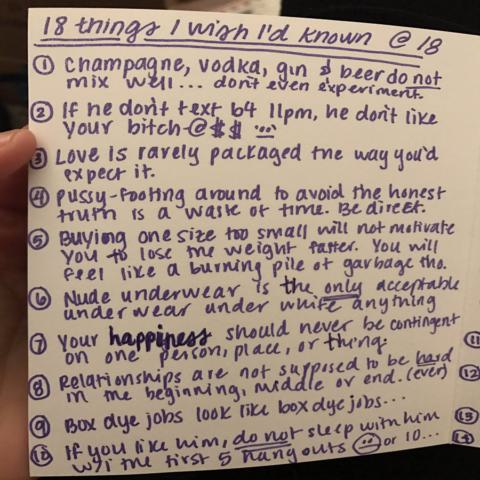 18 things I wish I'd known @ 18
① Champagne, vodka, gin & beer do not
mix well... don't even experiment.
② If he don't text b4 11pm, he don't like
your bitch-@$$
③ Love is rarely packaged the way you'd
expect it.
④ Pussy-footing around to avoid the honest
truth is a waste of time. Be direct.
⑤ Buying one size too small will not motivate
you to lose the weight faster. You will
feel like a burning pile of garbage tho.
⑥ Nude underwear is the only acceptable
underwear under white anything
⑦ Your happiness should never be contingent
on one person, place, or thing.
⑧ Relationships are not supposed to be hard
in the beginning, middle or end. (ever)
⑨ Box dye jobs look like box dye jobs...
⑩ If you like him, do not sleep with him
w/i the first 5 hang outs ☹ or 10...
⑪
⑫
⑬
⑭